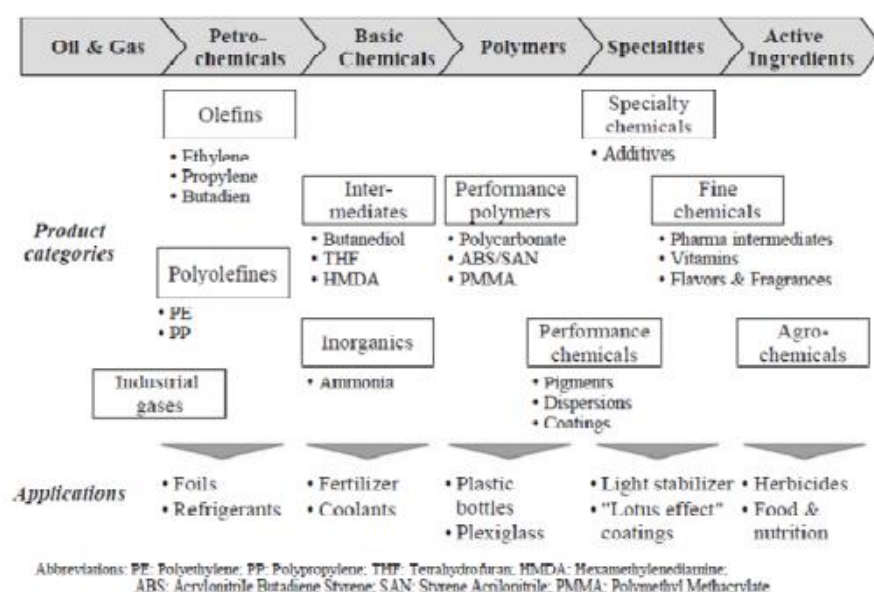 Oil & Gas
Petro-
chemicals
Basic
Chemicals
Polymers
Specialties
Active
Ingredients
Product
categories
Olefins
• Ethylene
• Propylene
• Butadien
Polyolefines
• PE
• PP
Industrial
gases
Inter-
mediates
• Butanediol
• THF
• HMDA
Inorganics
• Ammonia
Performance
polymers
• Polycarbonate
• ABS/SAN
• PMMA
Specialty
chemicals
• Additives
Performance
chemicals
• Pigments
• Dispersions
• Coatings
Fine
chemicals
• Pharma intermediates
• Vitamins
• Flavors & Fragrances
Agro-
chemicals
Applications
• Foils
• Refrigerants
• Fertilizer
• Coolants
• Plastic
bottles
• Plexiglass
• Light stabilizer
• "Lotus effect"
coatings
• Herbicides
• Food &
nutrition
Abbreviations: PE: Polyethylene; PP: Polypropylene; THF: Tetrahydrofuran; HMDA: Hexamethylenediamine;
ABS: Acrylonitrile Butadiene Styrene; SAN: Styrene Acrilonitrile; PMMA: Polymethyl Methacrylate